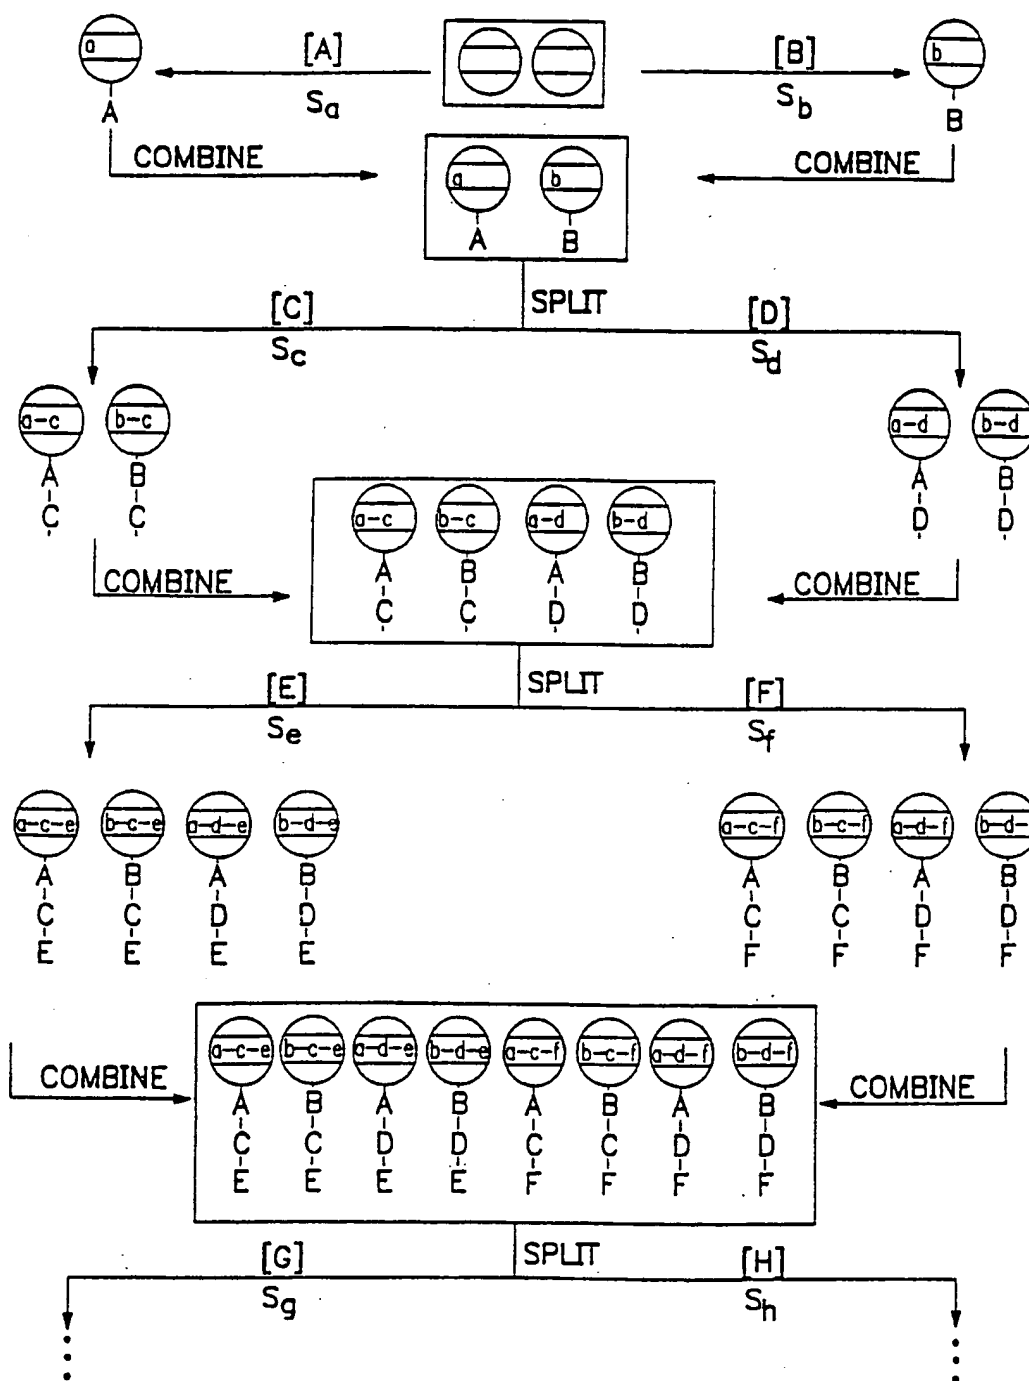 a [A] [B] b
Sa Sb
A B
COMBINE COMBINE
a b
A B
[C] SPLIT [D]
Sc Sd
a-c b-c a-d b-d
A B A B
C C D D
a-c b-c a-d b-d
COMBINE A B A B COMBINE
C C D D
[E] SPLIT [F]
Se Sf
a-c-e b-c-e a-d-e b-d-e a-c-f b-c-f a-d-f b-d-
A B A B A B A B
C C D D C C D D
E E E E F F F F
a-c-e b-c-e a-d-e b-d-e a-c-f b-c-f a-d-f b-d-f
COMBINE A B A B A B A B COMBINE
C C D D C C D D
E E E E F F F F
[G] SPLIT [H]
Sg Sh